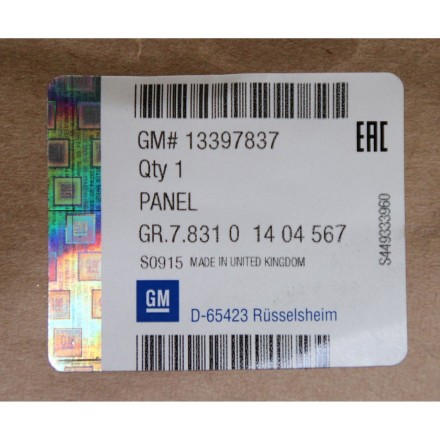 GM# 13397837
EAC
Qty 1
PANEL
GR.7.831 0 14 04 567
S0915 MADE IN UNITED KINGDOM
GM
D-65423 Rüsselsheim
S449333960